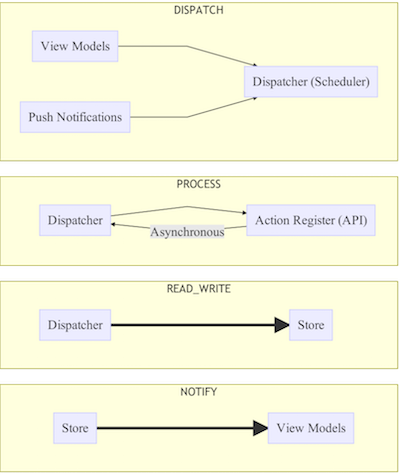 DISPATCH
View Models
Dispatcher (Scheduler)
Push Notifications
PROCESS
Dispatcher
Action Register (API)
Asynchronous
READ_WRITE
Dispatcher
Store
NOTIFY
Store
View Models